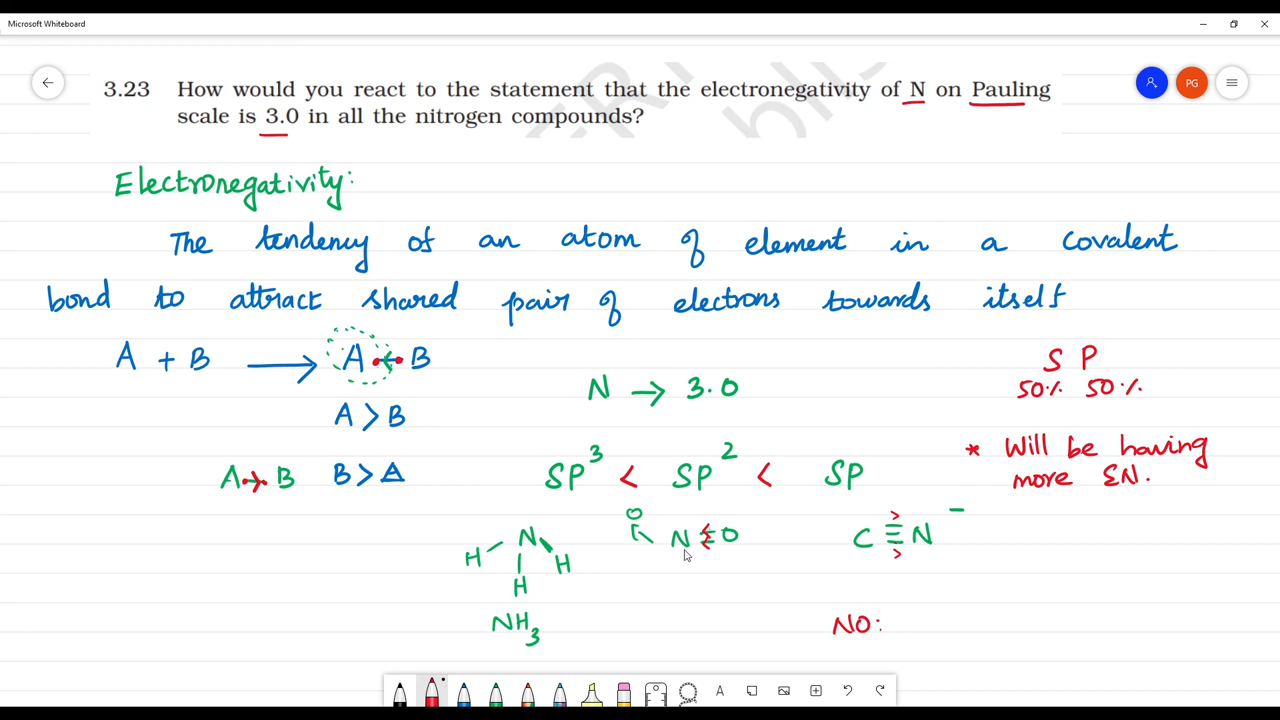 Microsoft Whiteboard
PG
3.23 How would you react to the statement that the electronegativity of N on Pauling
scale is 3.0 in all the nitrogen compounds?
Electronegativity:
The tendency of an atom of element in a covalent
bond to attract shared pair of electrons towards itself
A + B → A B
A > B
N → 3.0
S P
50% 50%
A B B > A
SP³ < SP² < SP
* Will be having
more EN.
H N H
H
NH₃
O N = O
C ≡ N⁻
NO:
A